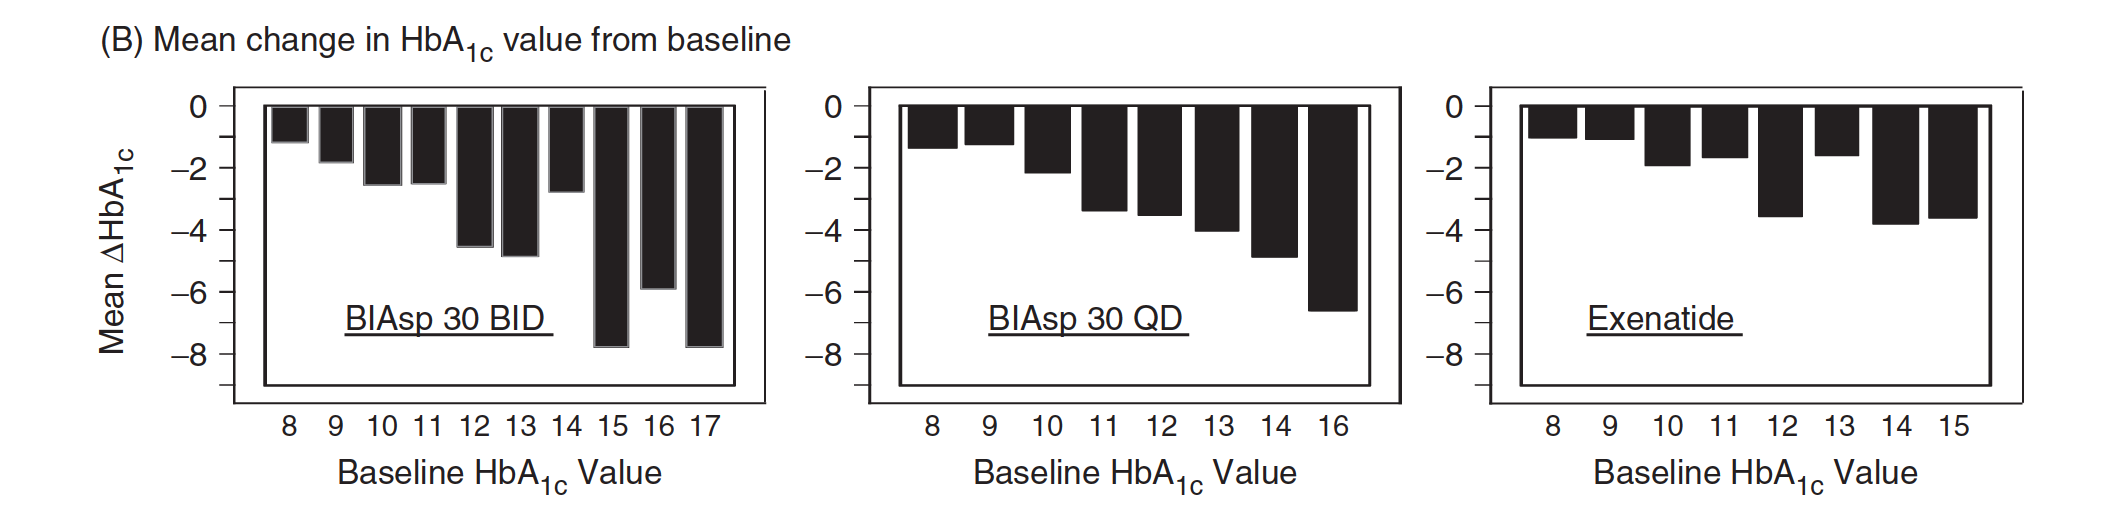 (B) Mean change in HbA1c value from baseline
Mean ΔHbA1c
0
–2
–4
–6
–8
BIAsp 30 BID
8 9 10 11 12 13 14 15 16 17
Baseline HbA1c Value
0
–2
–4
–6
–8
BIAsp 30 QD
8 9 10 11 12 13 14 16
Baseline HbA1c Value
0
–2
–4
–6
–8
Exenatide
8 9 10 11 12 13 14 15
Baseline HbA1c Value